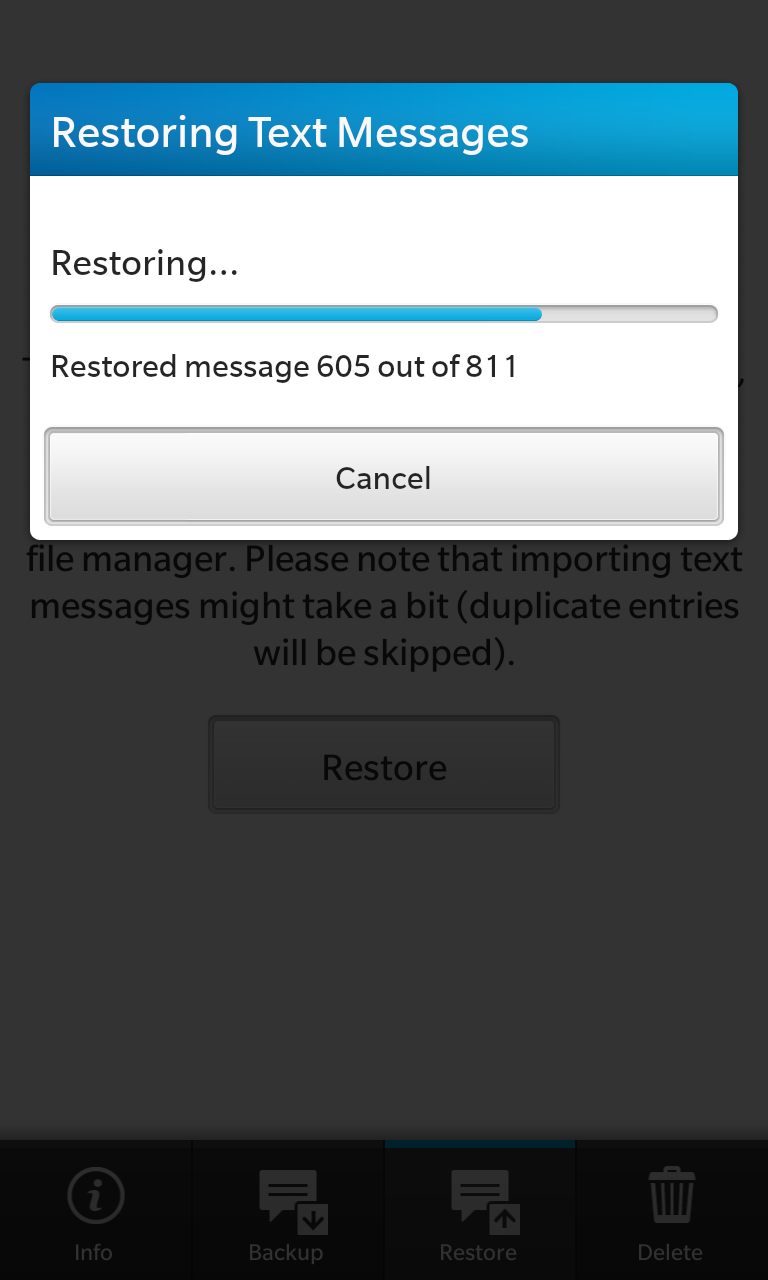 Restoring Text Messages
Restoring...
Restored message 605 out of 811
Cancel
file manager. Please note that importing text
messages might take a bit (duplicate entries
will be skipped).
Restore
Info
Backup
Restore
Delete